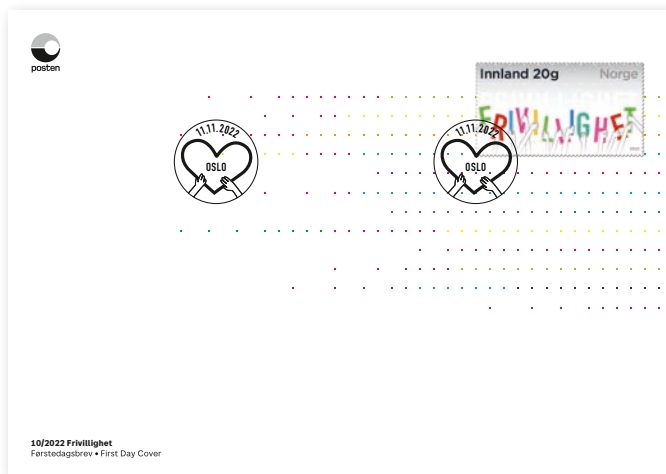 posten
Innland 20g Norge
FRIVILLIGHET
11.11.2022
OSLO
11.11.2022
OSLO
10/2022 Frivillighet
Førstedagsbrev • First Day Cover